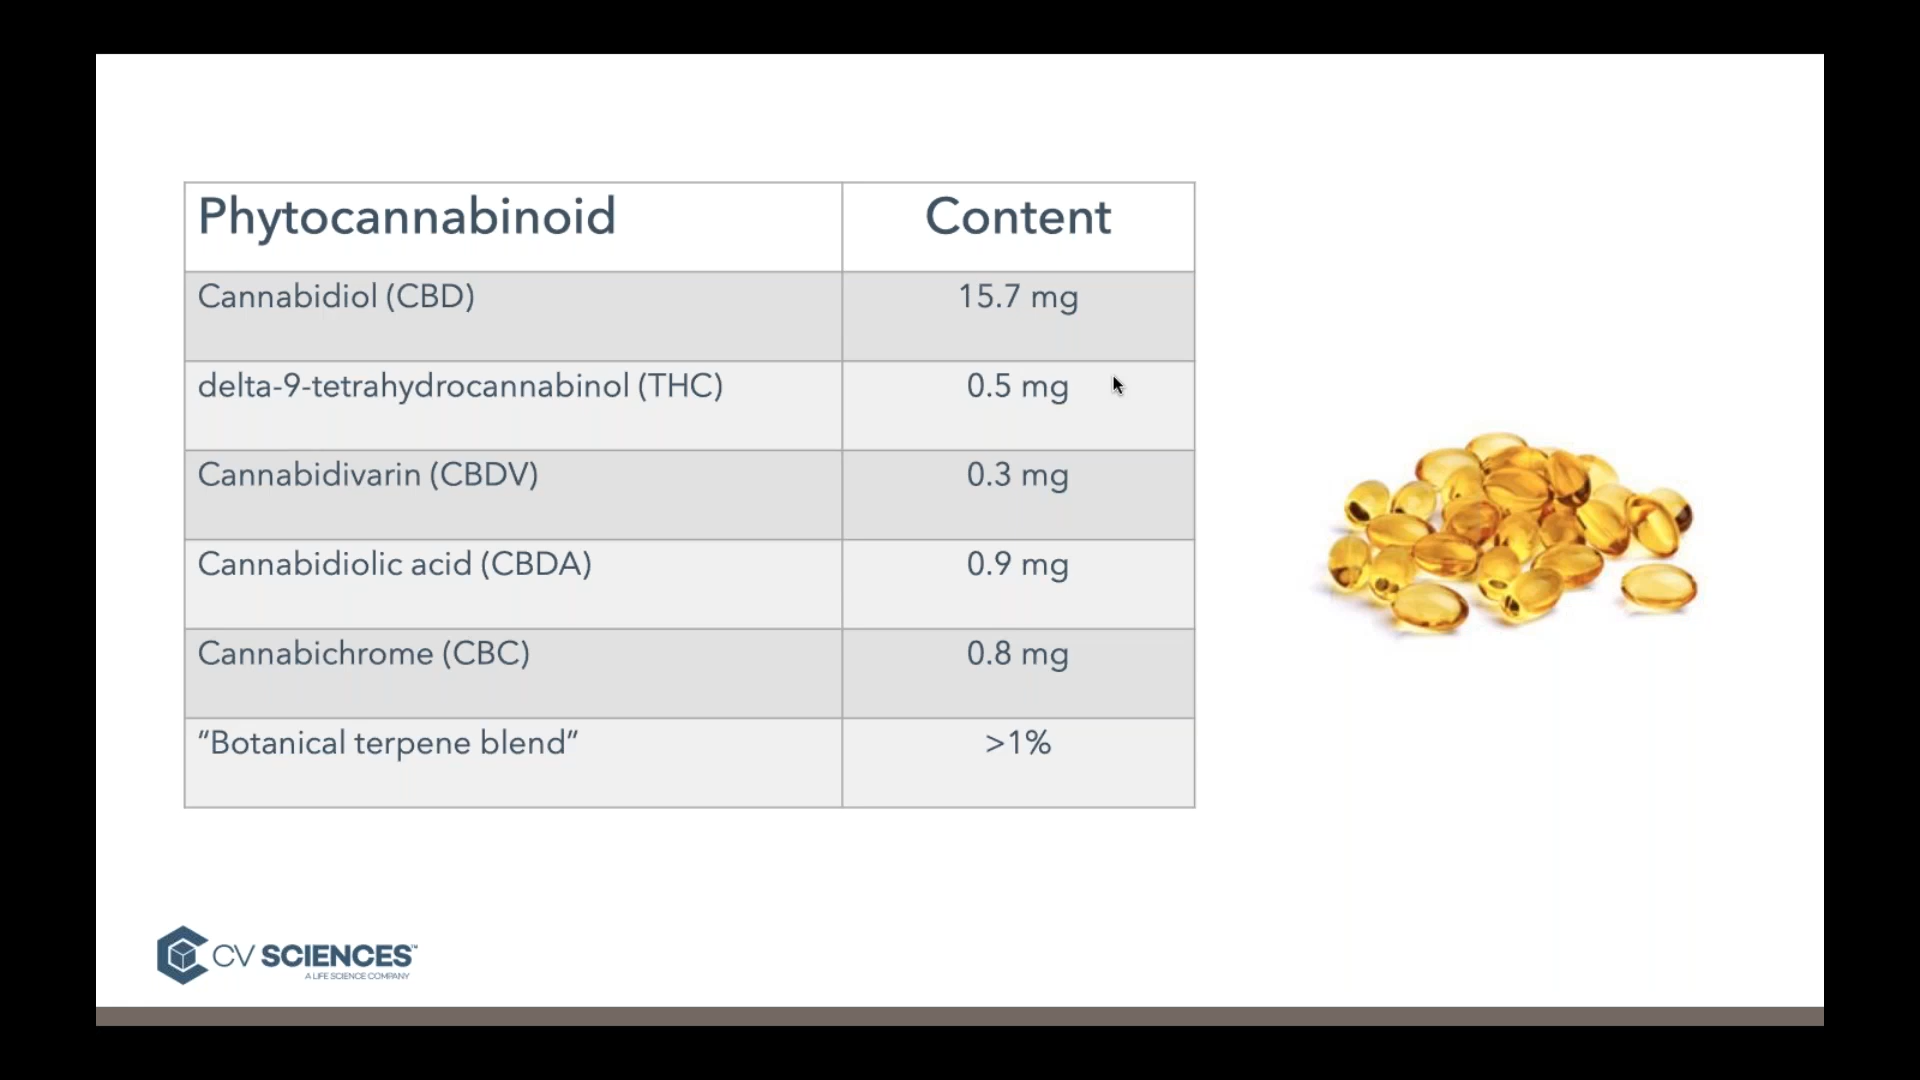 Phytocannabinoid Content
Cannabidiol (CBD) 15.7 mg
delta-9-tetrahydrocannabinol (THC) 0.5 mg
Cannabidivarin (CBDV) 0.3 mg
Cannabidiolic acid (CBDA) 0.9 mg
Cannabichrome (CBC) 0.8 mg
“Botanical terpene blend” >1%
CV SCIENCES™
A LIFE SCIENCE COMPANY